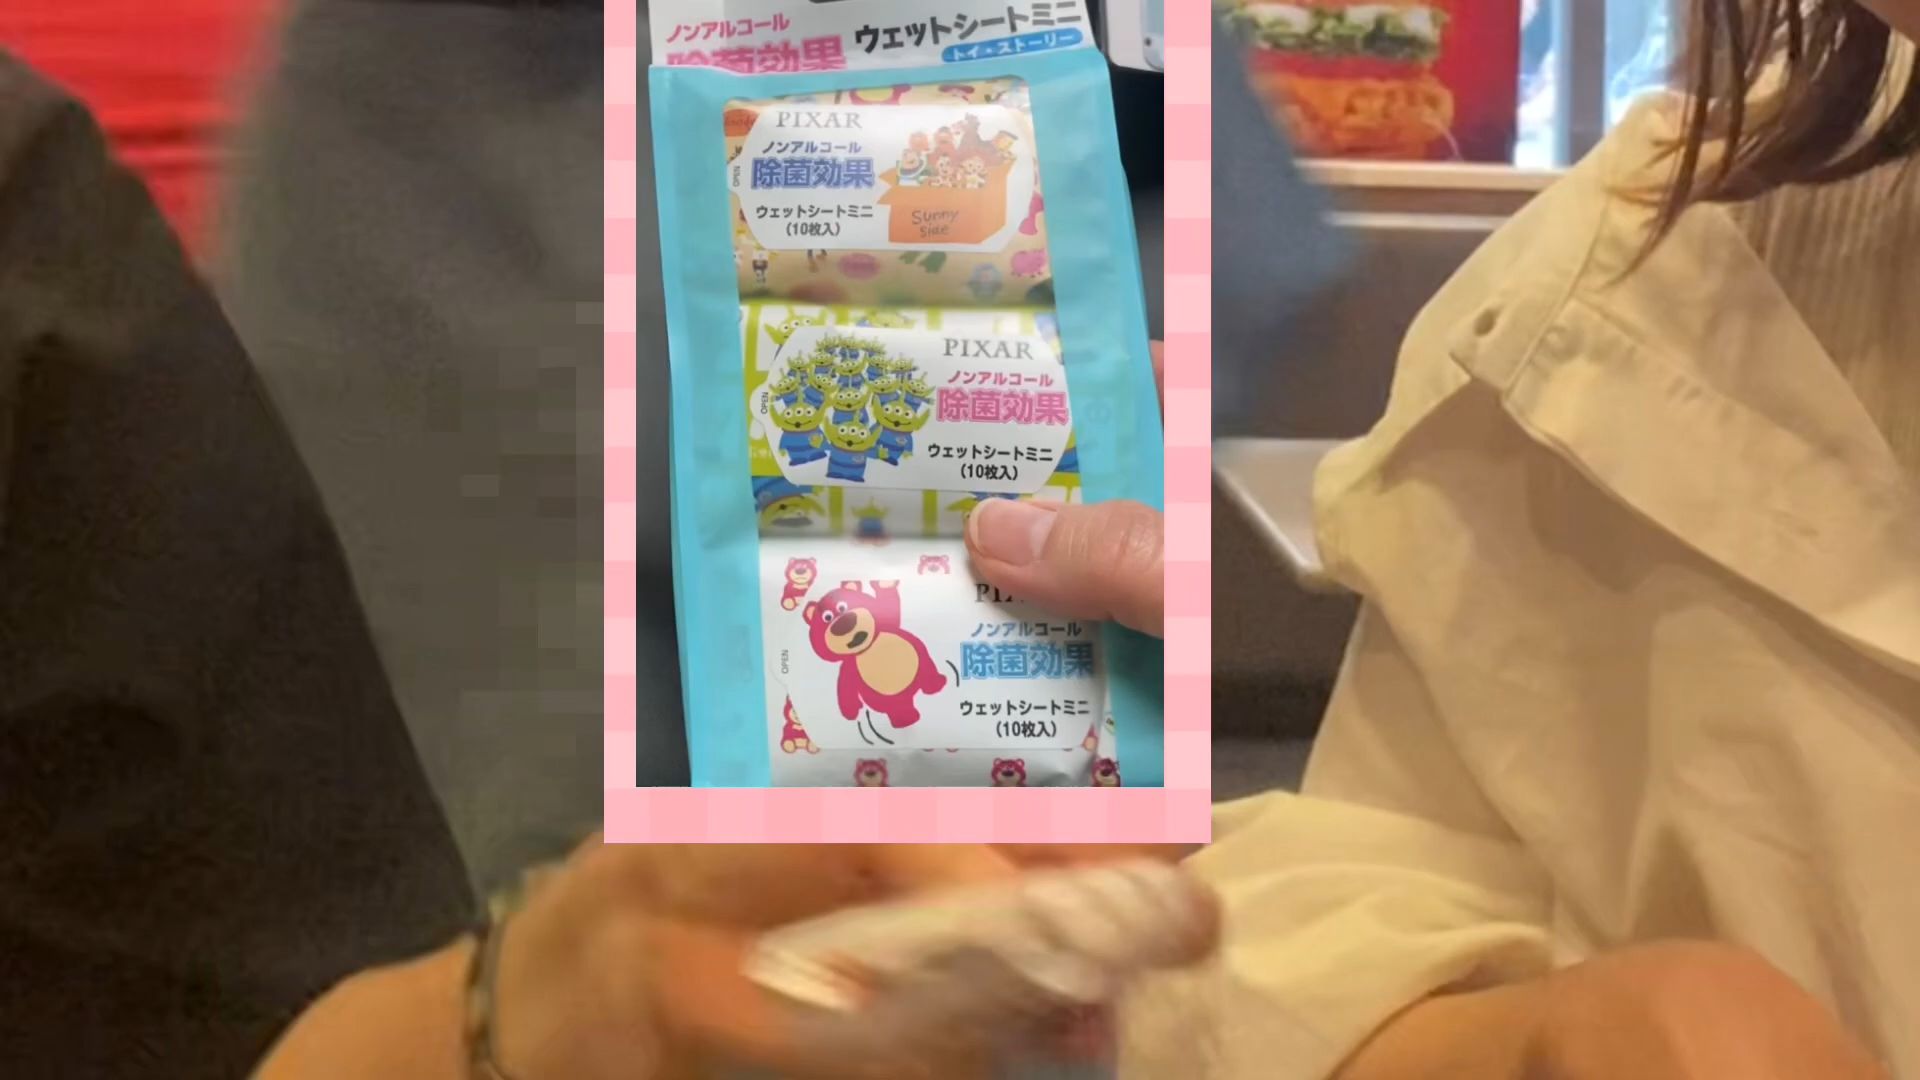 ノンアルコール
除菌効果
ウェットシートミニ
トイ・ストーリー
PIXAR
ノンアルコール
除菌効果
ウェットシートミニ
(10枚入)
OPEN
Sunny
Side
PIXAR
ノンアルコール
除菌効果
ウェットシートミニ
(10枚入)
OPEN
ノンアルコール
除菌効果
ウェットシートミニ
(10枚入)
OPEN